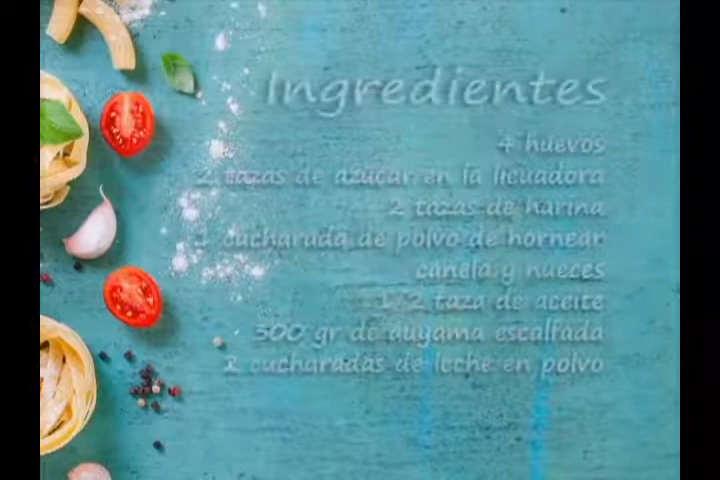 Ingredientes
4 huevos
2 tazas de azúcar en la licuadora
2 tazas de harina
1 cucharada de polvo de hornear
canela y nueces
1/2 taza de aceite
300 gr de auyama escalfada
2 cucharadas de leche en polvo